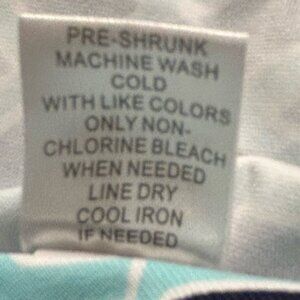 PRE-SHRUNK
MACHINE WASH
COLD
WITH LIKE COLORS
ONLY NON-
CHLORINE BLEACH
WHEN NEEDED
LINE DRY
COOL IRON
IF NEEDED